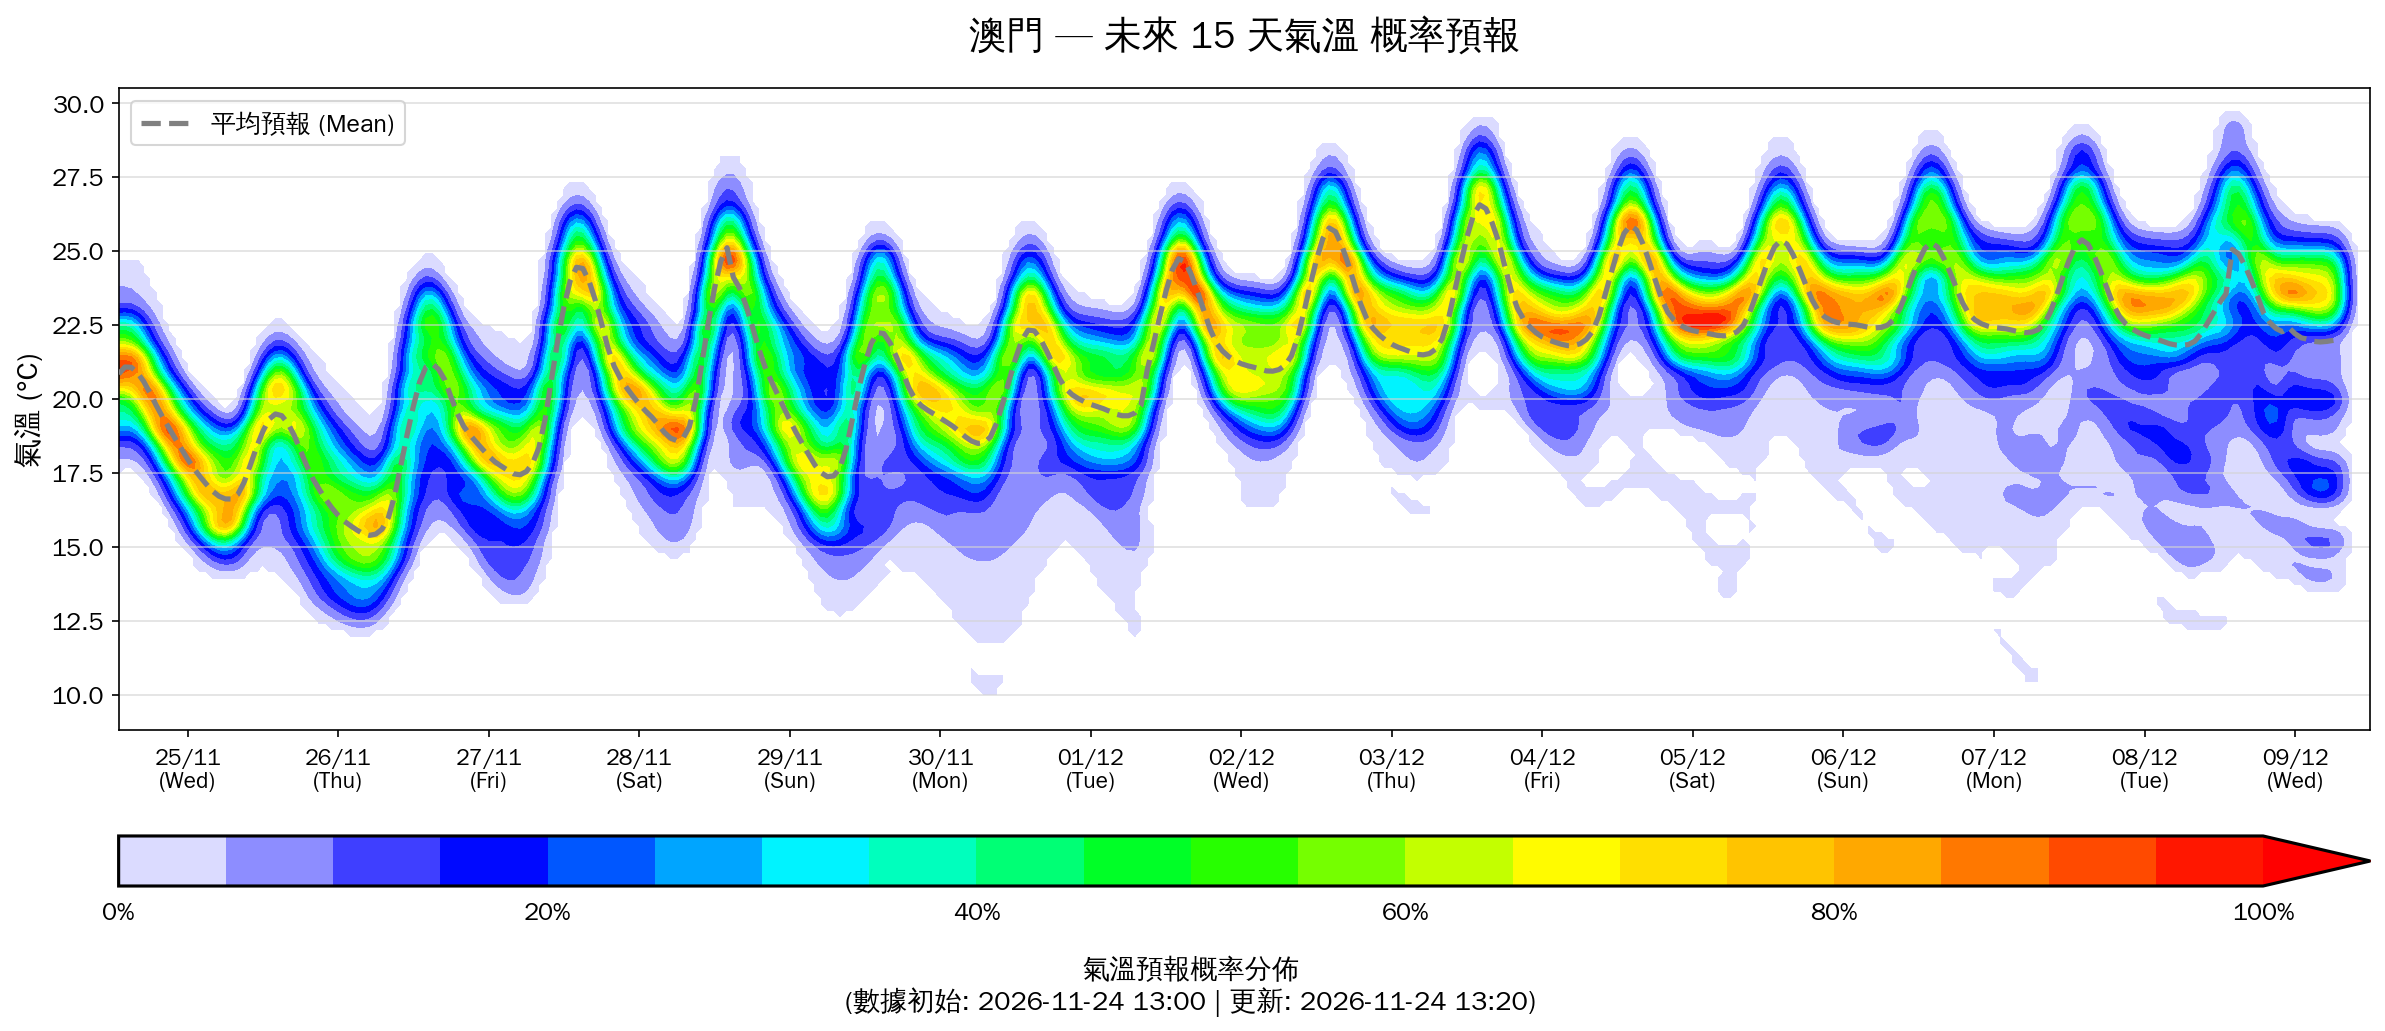 澳門 — 未來 15 天氣溫 概率預報
平均預報 (Mean)
氣溫 (°C)
30.0
27.5
25.0
22.5
20.0
17.5
15.0
12.5
10.0
25/11 26/11 27/11 28/11 29/11 30/11 01/12 02/12 03/12 04/12 05/12 06/12 07/12 08/12 09/12
(Wed) (Thu) (Fri) (Sat) (Sun) (Mon) (Tue) (Wed) (Thu) (Fri) (Sat) (Sun) (Mon) (Tue) (Wed)
0% 20% 40% 60% 80% 100%
氣溫預報概率分佈
(數據初始: 2026-11-24 13:00 | 更新: 2026-11-24 13:20)